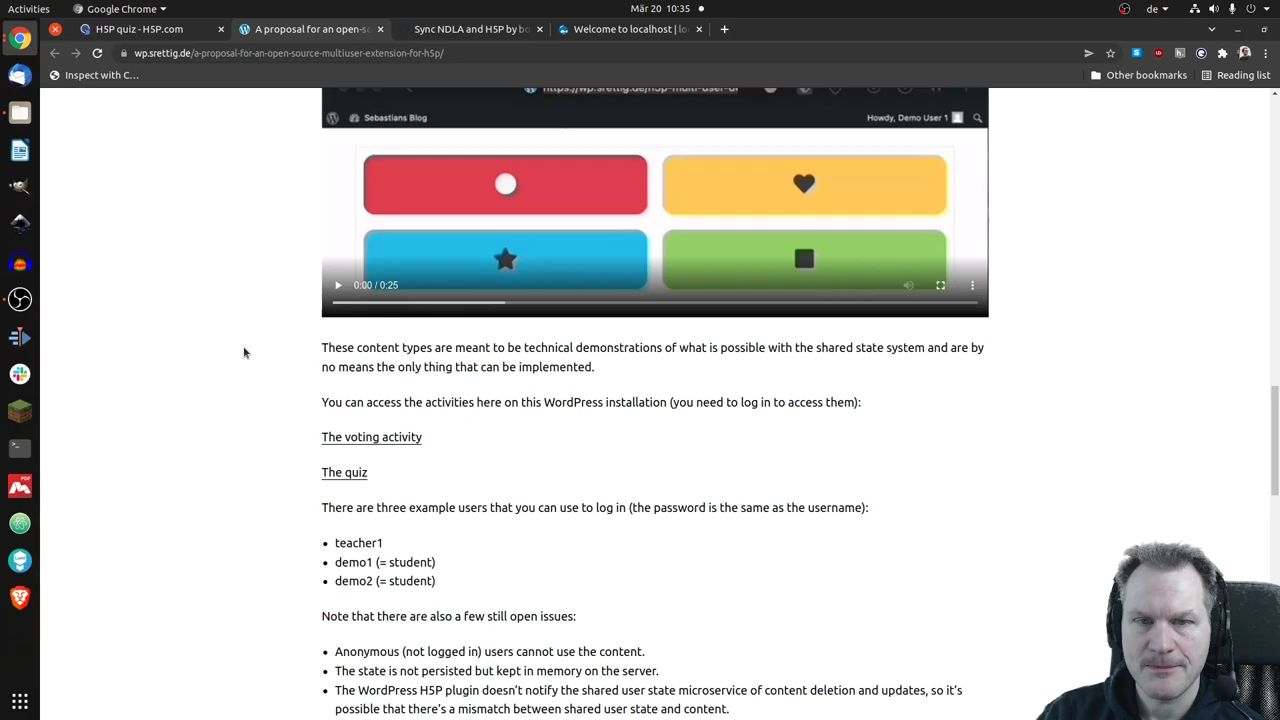 Activities
Google Chrome
Mär 20 10:35
de
H5P quiz - H5P.com
A proposal for an open-so
Sync NDLA and H5P by bo
Welcome to localhost | lo
wp.srettig.de/a-proposal-for-an-open-source-multiuser-extension-for-h5p/
Inspect with C…
Other bookmarks
Reading list
Sebastians Blog
Howdy, Demo User 1
0:00 / 0:25
These content types are meant to be technical demonstrations of what is possible with the shared state system and are by
no means the only thing that can be implemented.
You can access the activities here on this WordPress installation (you need to log in to access them):
The voting activity
The quiz
There are three example users that you can use to log in (the password is the same as the username):
teacher1
demo1 (= student)
demo2 (= student)
Note that there are also a few still open issues:
Anonymous (not logged in) users cannot use the content.
The state is not persisted but kept in memory on the server.
The WordPress H5P plugin doesn’t notify the shared user state microservice of content deletion and updates, so it’s
possible that there’s a mismatch between shared user state and content.